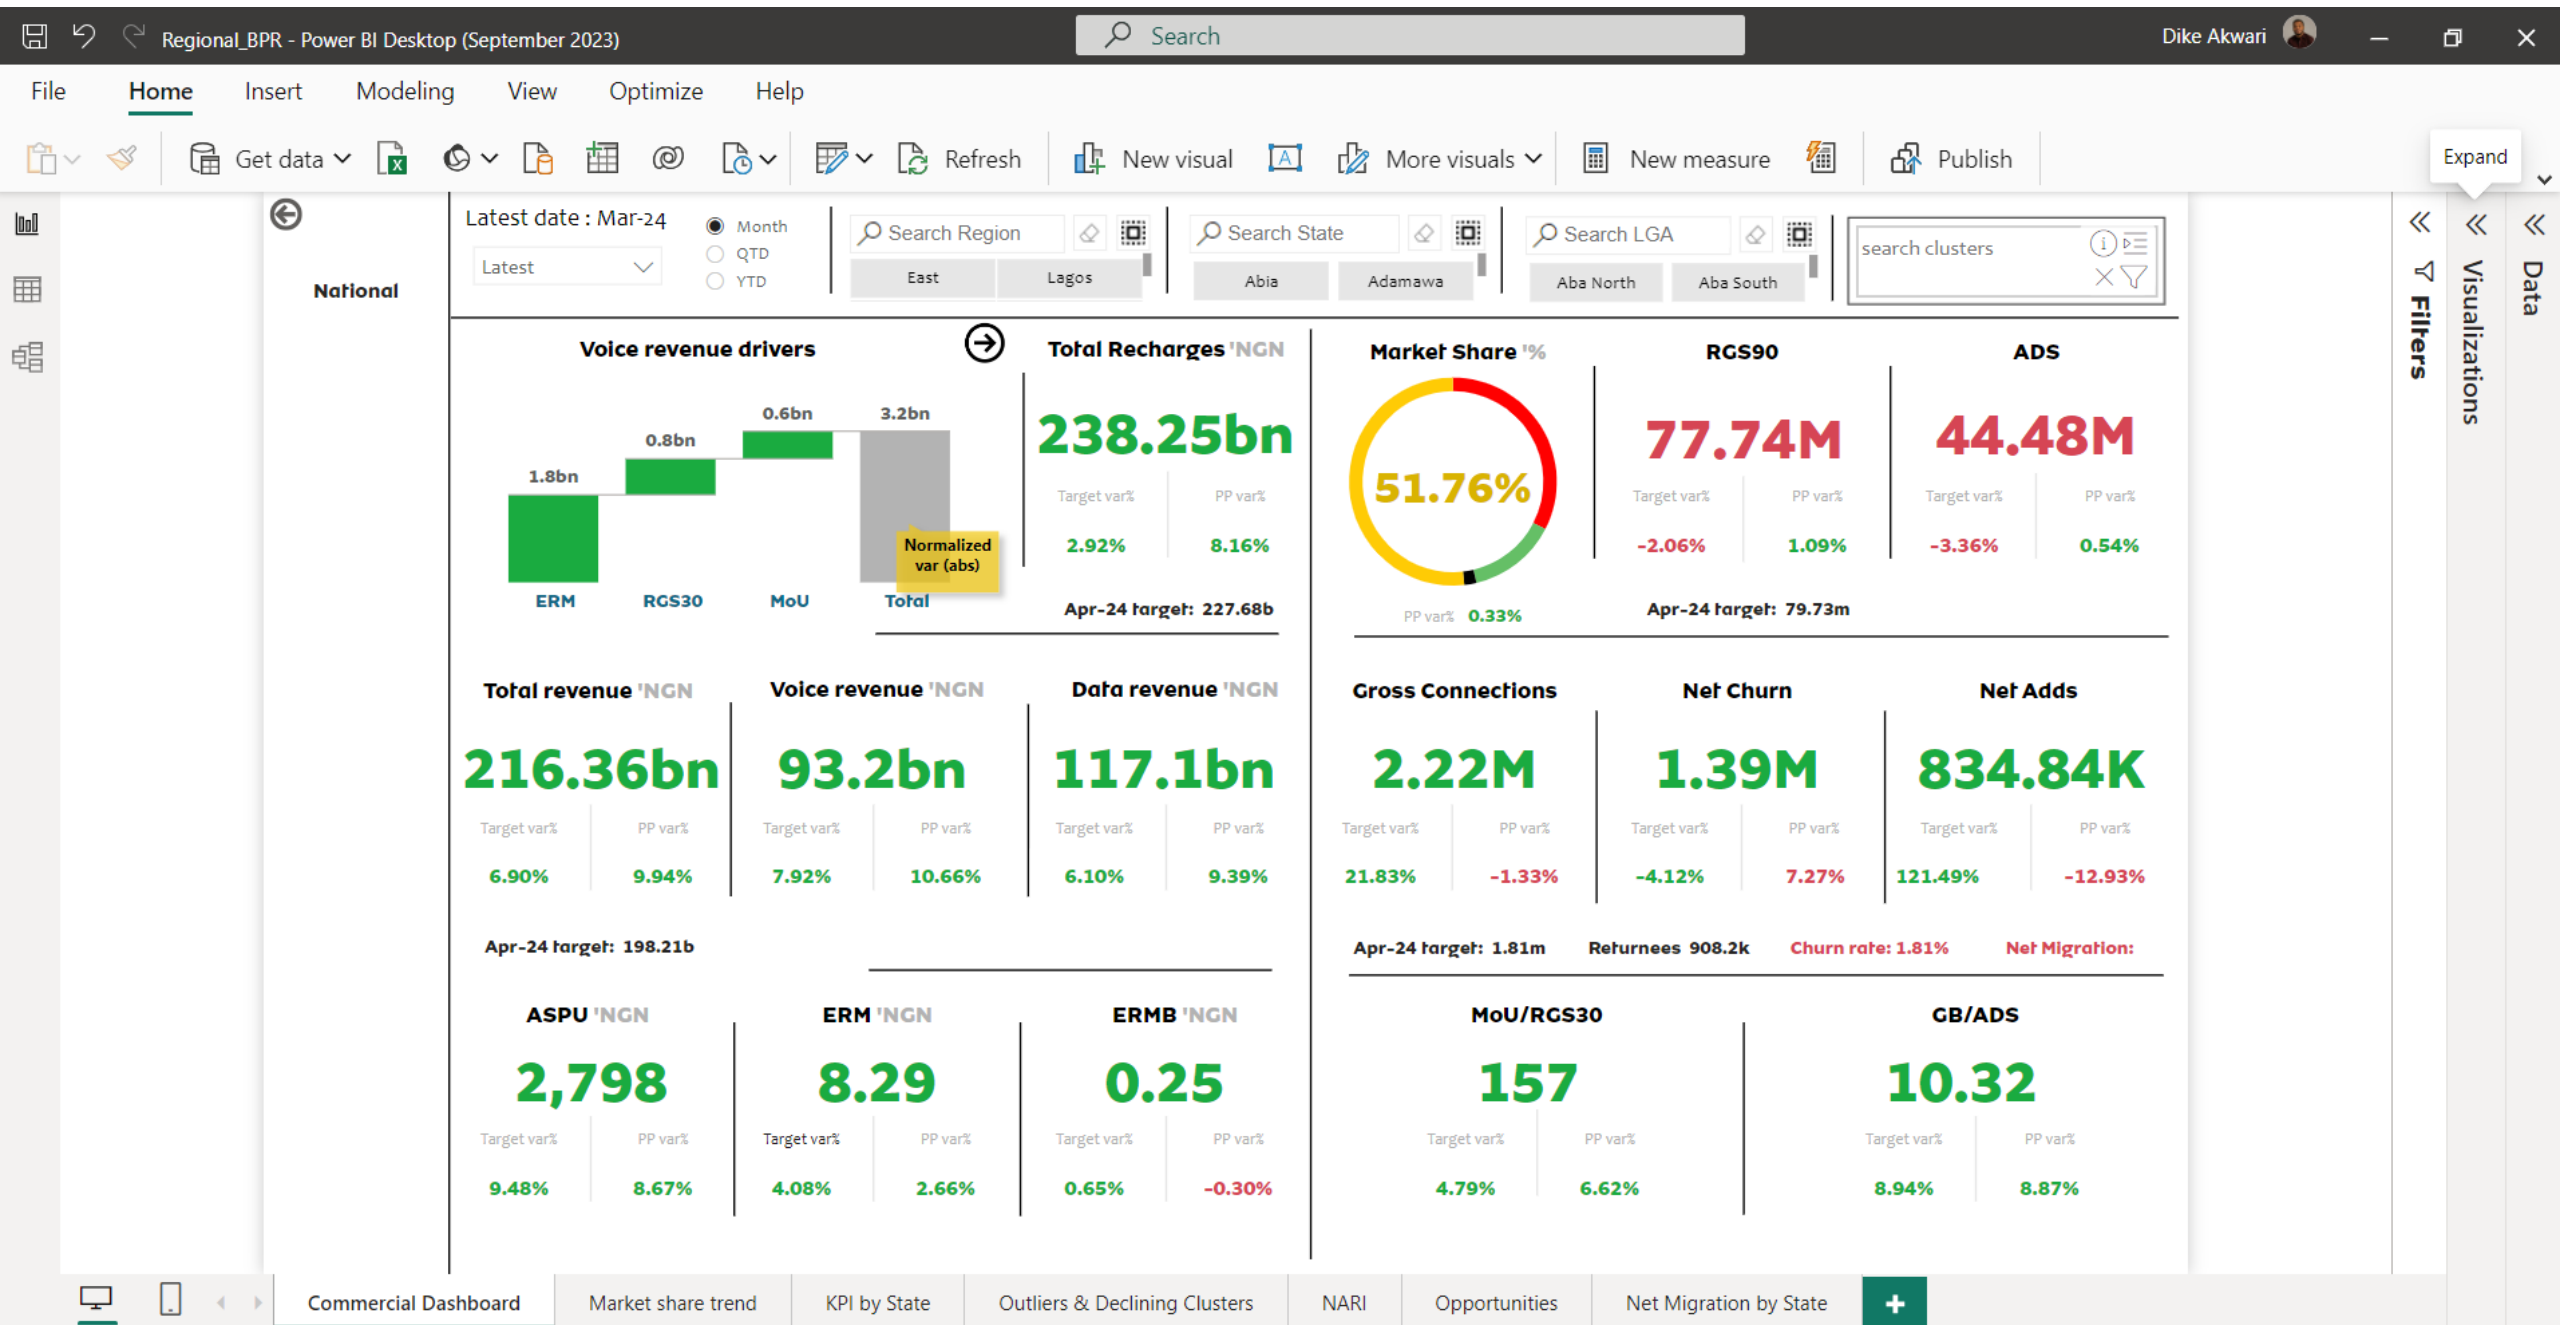 Regional_BPR - Power BI Desktop (September 2023)
Search
Dike Akwari
File Home Insert Modeling View Optimize Help
Get data
Refresh
New visual
More visuals
New measure
Publish
Expand
Latest date : Mar-24
Latest
Month
QTD
YTD
Search Region
East Lagos
Search State
Abia Adamawa
Search LGA
Aba North Aba South
search clusters
National
Filters
Visualizations
Data
Voice revenue drivers
1.8bn 0.8bn 0.6bn 3.2bn
Normalized
var (abs)
ERM RGS30 MoU Total
Total Recharges 'NGN
238.25bn
Target var% PP var%
2.92% 8.16%
Apr-24 target: 227.68b
Market Share '%
51.76%
PP var% 0.33%
RGS90
77.74M
Target var% PP var%
-2.06% 1.09%
Apr-24 target: 79.73m
ADS
44.48M
Target var% PP var%
-3.36% 0.54%
Total revenue 'NGN
216.36bn
Target var% PP var%
6.90% 9.94%
Apr-24 target: 198.21b
Voice revenue 'NGN
93.2bn
Target var% PP var%
7.92% 10.66%
Data revenue 'NGN
117.1bn
Target var% PP var%
6.10% 9.39%
Gross Connections
2.22M
Target var% PP var%
21.83% -1.33%
Apr-24 target: 1.81m
Net Churn
1.39M
Target var% PP var%
-4.12% 7.27%
Returnees 908.2k
Churn rate: 1.81%
Net Adds
834.84K
Target var% PP var%
121.49% -12.93%
Net Migration:
ASPU 'NGN
2,798
Target var% PP var%
9.48% 8.67%
ERM 'NGN
8.29
Target var% PP var%
4.08% 2.66%
ERMB 'NGN
0.25
Target var% PP var%
0.65% -0.30%
MoU/RGS30
157
Target var% PP var%
4.79% 6.62%
GB/ADS
10.32
Target var% PP var%
8.94% 8.87%
Commercial Dashboard
Market share trend
KPI by State
Outliers & Declining Clusters
NARI
Opportunities
Net Migration by State